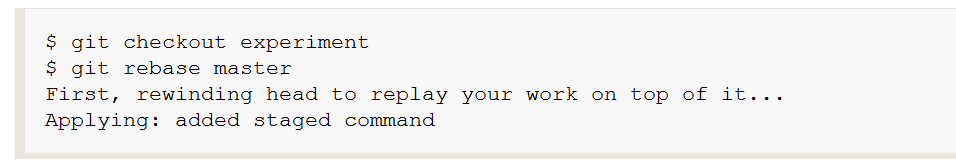 $ git checkout experiment
$ git rebase master
First, rewinding head to replay your work on top of it...
Applying: added staged command